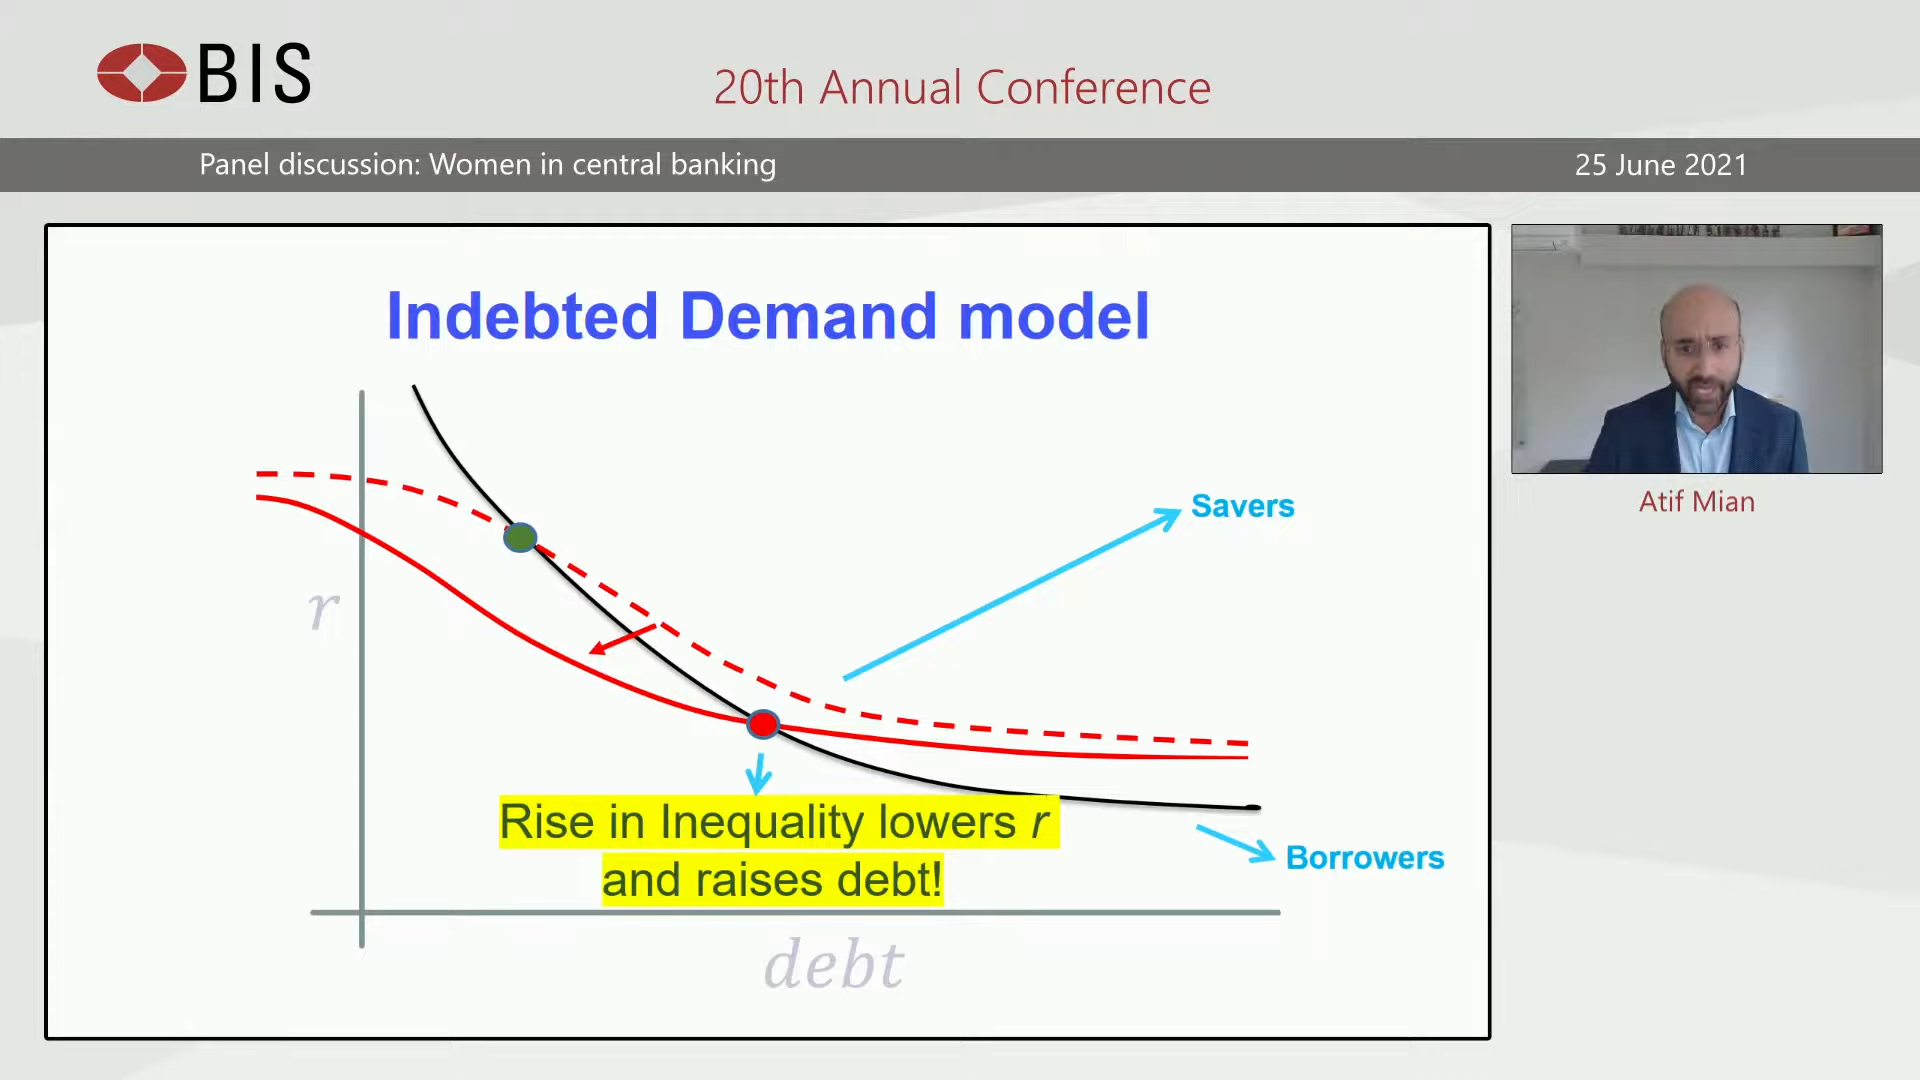 BIS
20th Annual Conference
Panel discussion: Women in central banking
25 June 2021
Indebted Demand model
Savers
Atif Mian
r
Rise in Inequality lowers r
and raises debt!
Borrowers
debt